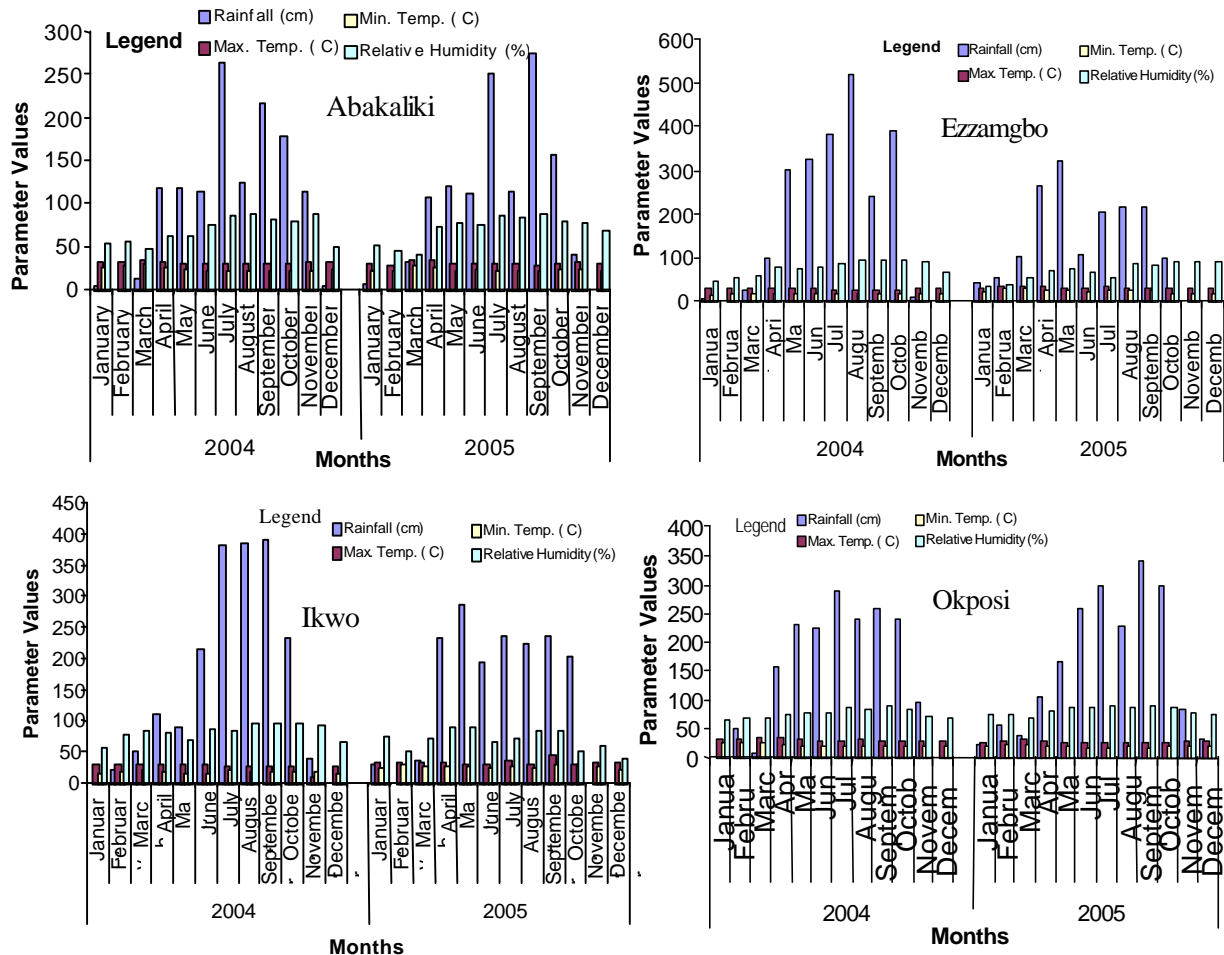 Legend
Rainfall (cm)
Min. Temp. ( C)
Max. Temp. ( C)
Relative Humidity (%)
Abakaliki
Parameter Values
300
250
200
150
100
50
0
January
February
March
April
May
June
July
August
September
October
November
December
January
February
March
April
May
June
July
August
September
October
November
December
2004
2005
Months
Legend
Rainfall (cm)
Min. Temp. ( C)
Max. Temp. ( C)
Relative Humidity (%)
Ezzamgbo
Parameter Values
600
500
400
300
200
100
0
Janua
Februa
Marc
Apri
Ma
Jun
Jul
Augu
Septemb
Octob
Novemb
Decemb
Janua
Februa
Marc
Apri
Ma
Jun
Jul
Augu
Septemb
Octob
Novemb
Decemb
2004
2005
Months
Legend
Rainfall (cm)
Min. Temp. ( C)
Max. Temp. ( C)
Relative Humidity (%)
Ikwo
Parameter Values
450
400
350
300
250
200
150
100
50
0
Januar
Februar
Marc
April
Ma
June
July
Augus
Septembe
Octobe
Novembe
Decembe
Januar
Februar
Marc
April
Ma
June
July
Augus
Septembe
Octobe
Novembe
Decembe
2004
2005
Months
Legend
Rainfall (cm)
Min. Temp. ( C)
Max. Temp. ( C)
Relative Humidity (%)
Okposi
Parameter Values
400
350
300
250
200
150
100
50
0
Janua
Febru
Marc
Apr
Ma
Jun
Jul
Augu
Septem
Octob
Novem
Decem
Janua
Febru
Marc
Apr
Ma
Jun
Jul
Augu
Septem
Octob
Novem
Decem
2004
2005
Months